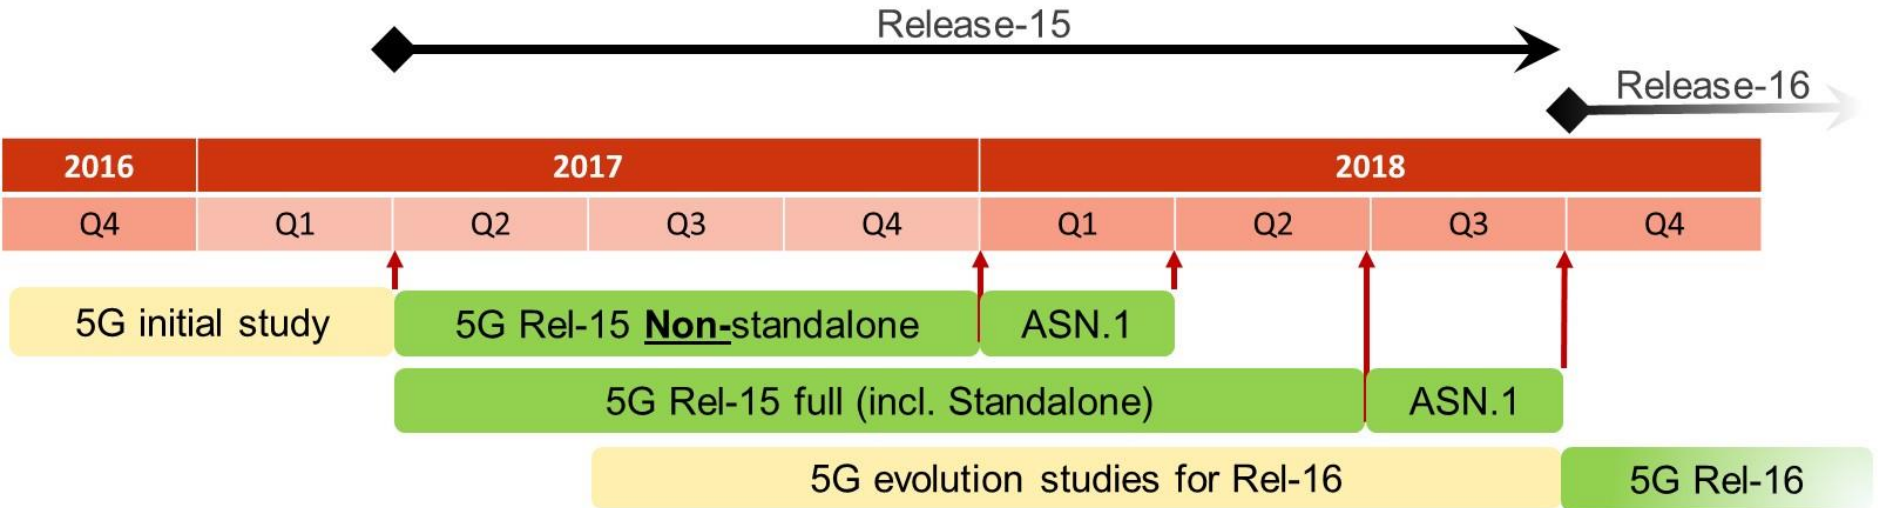 Release-15
Release-16
2016 2017 2018
Q4 Q1 Q2 Q3 Q4 Q1 Q2 Q3 Q4
5G initial study 5G Rel-15 Non-standalone ASN.1
5G Rel-15 full (incl. Standalone) ASN.1
5G evolution studies for Rel-16 5G Rel-16